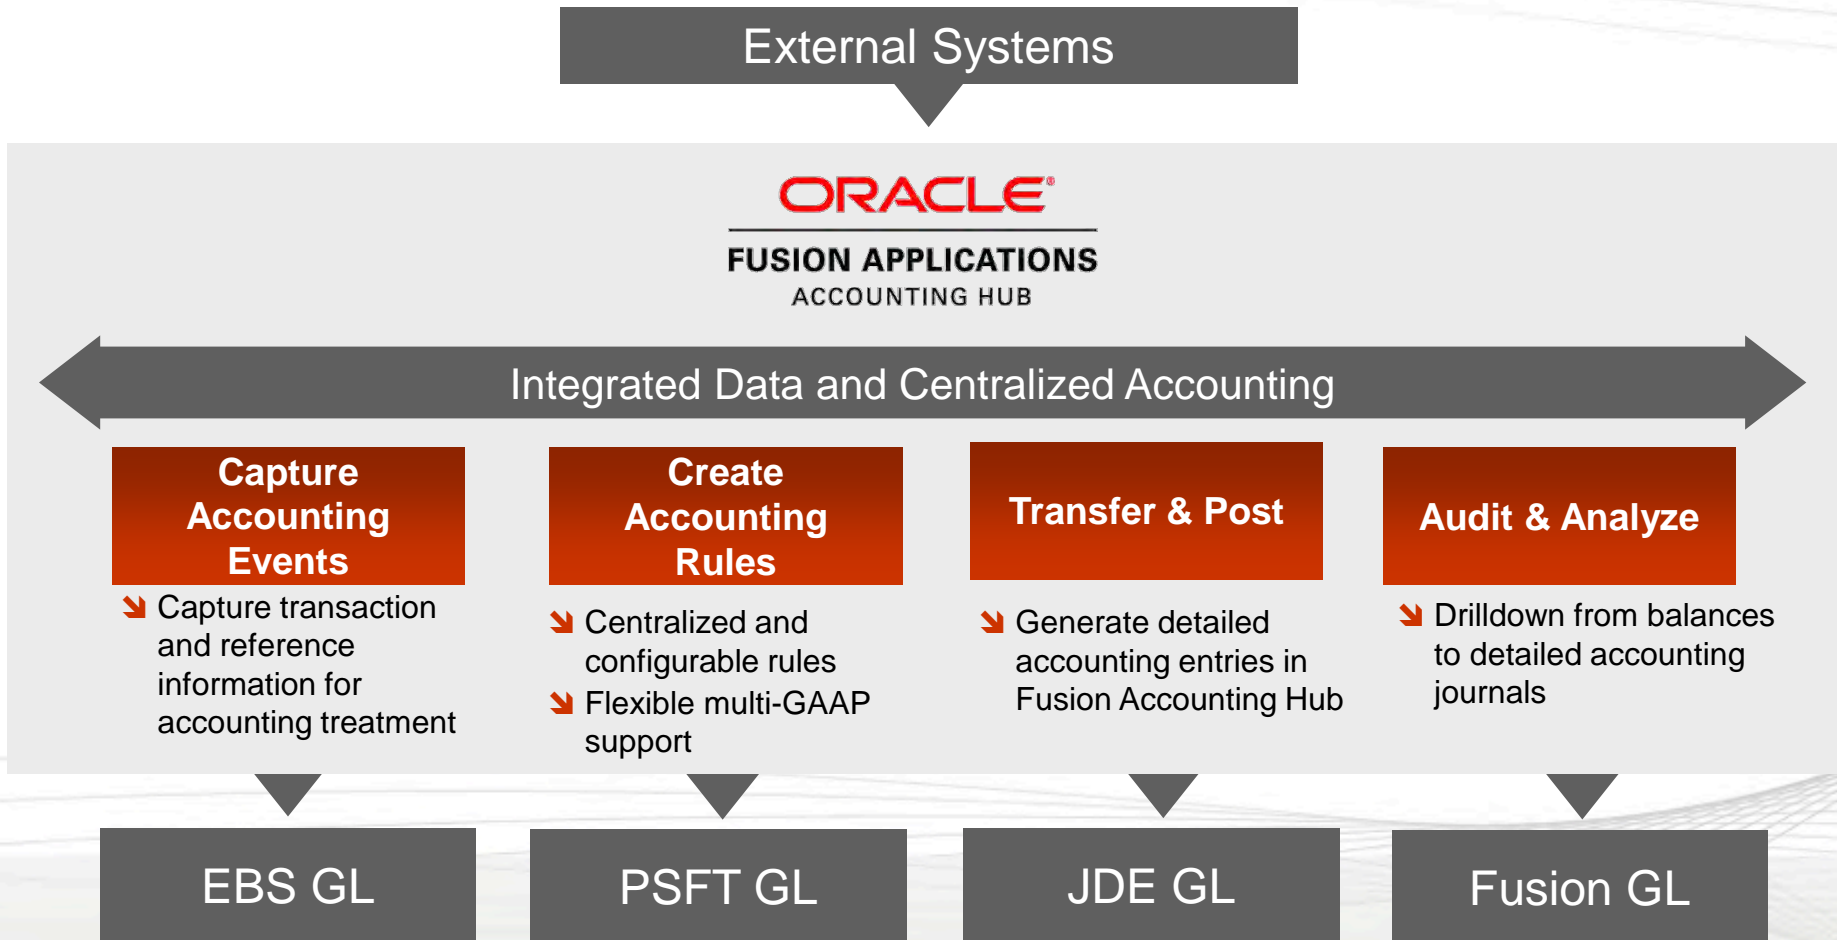 External Systems
ORACLE®
FUSION APPLICATIONS
ACCOUNTING HUB
Integrated Data and Centralized Accounting
Capture
Accounting
Events
Capture transaction
and reference
information for
accounting treatment
Create
Accounting
Rules
Centralized and
configurable rules
Flexible multi-GAAP
support
Transfer & Post
Generate detailed
accounting entries in
Fusion Accounting Hub
Audit & Analyze
Drilldown from balances
to detailed accounting
journals
EBS GL
PSFT GL
JDE GL
Fusion GL